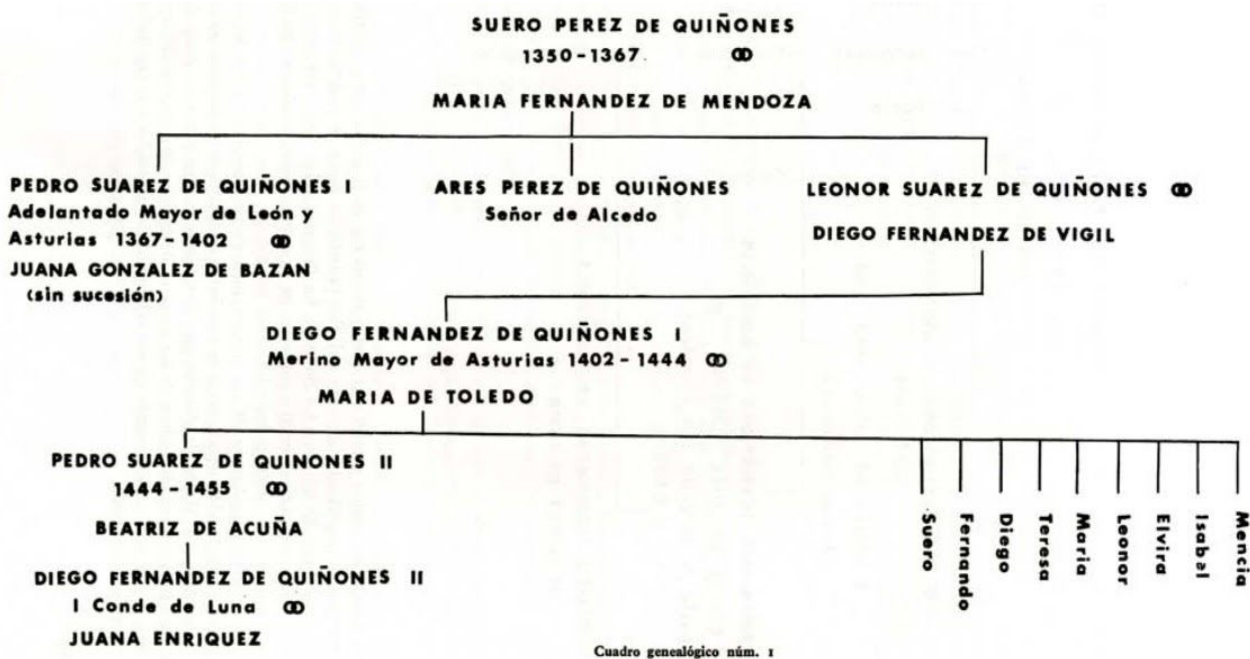 SUERO PEREZ DE QUIÑONES
1350-1367 ⚭
MARIA FERNANDEZ DE MENDOZA
PEDRO SUAREZ DE QUIÑONES I
Adelantado Mayor de León y
Asturias 1367-1402 ⚭
JUANA GONZALEZ DE BAZAN
(sin sucesión)
ARES PEREZ DE QUIÑONES
Señor de Alcedo
LEONOR SUAREZ DE QUIÑONES ⚭
DIEGO FERNANDEZ DE VIGIL
DIEGO FERNANDEZ DE QUIÑONES I
Merino Mayor de Asturias 1402-1444 ⚭
MARIA DE TOLEDO
PEDRO SUAREZ DE QUINONES II
1444-1455 ⚭
BEATRIZ DE ACUÑA
DIEGO FERNANDEZ DE QUIÑONES II
I Conde de Luna ⚭
JUANA ENRIQUEZ
Suero
Fernando
Diego
Teresa
Maria
Leonor
Elvira
Isabel
Mencia
Cuadro genealógico núm. 1